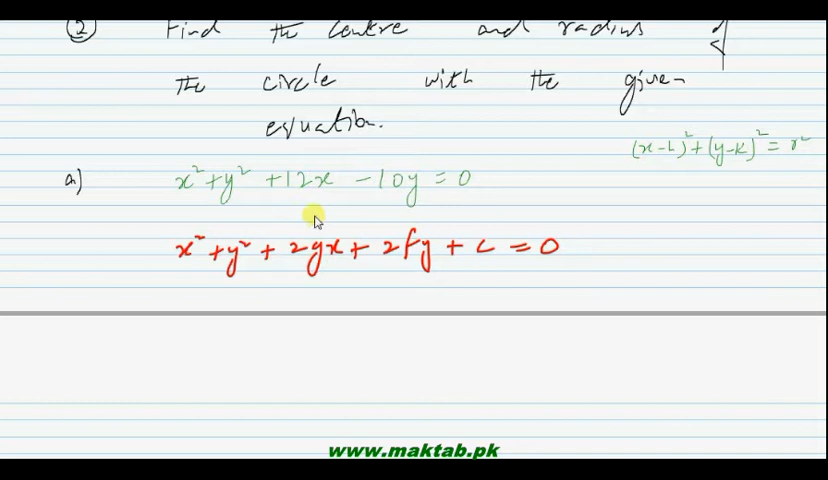 ② Find the centre and radius of
the circle with the given
equation.
(x-h)² + (y-k)² = r²
a) x² + y² + 12x - 10y = 0
x² + y² + 2gx + 2fy + c = 0
www.maktab.pk